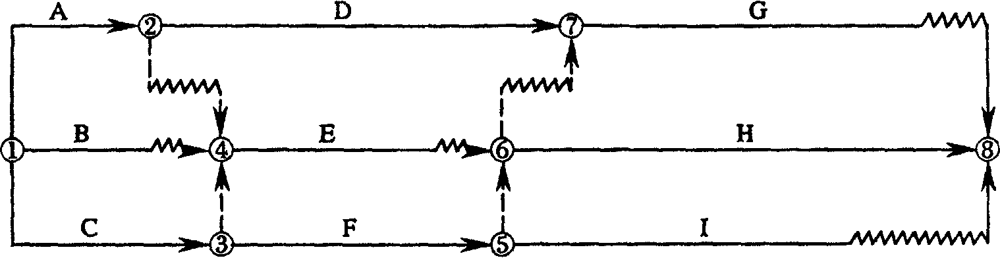 A D G
② ⑦
B E H
① ④ ⑥ ⑧
C F I
③ ⑤